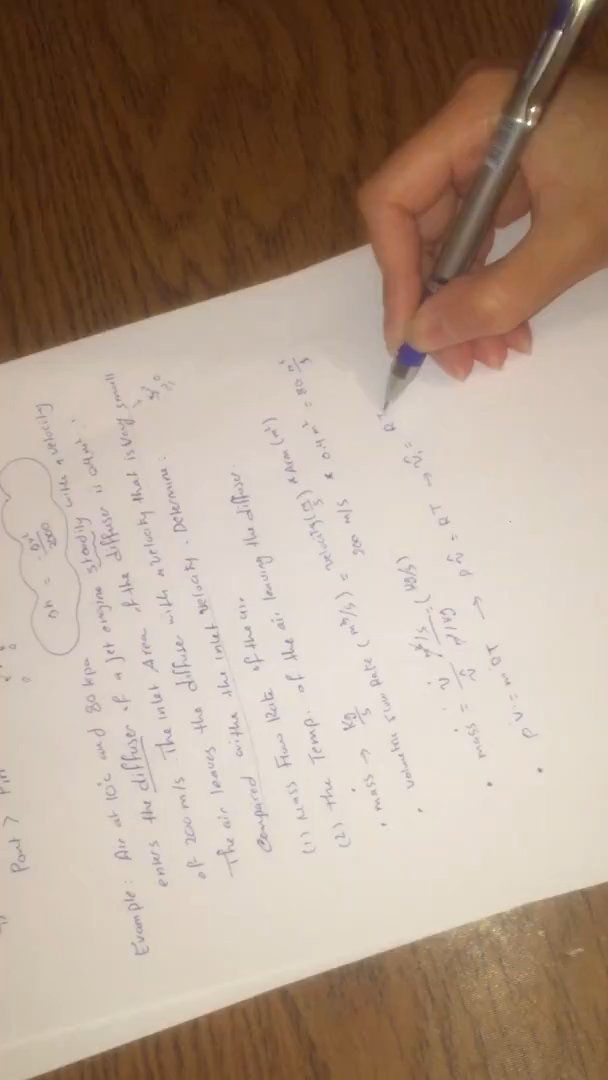 Pout > Pin
Δh = -ΔV² / 2000
Example: Air at 10°c and 80 kpa
enters the diffuser of a jet engine steadily with a velocity
of 200 m/s. The inlet Area of the diffuser is 0.4 m².
The air leaves the diffuse with a velocity that is very small
compared withe the inlet velocity. Determine:
(1) Mass Flow Rate of the air.
(2) the Temp. of the air leaving the diffuser.
• mass → kg/s
• volumetric Flow Rate (m³/s) = velocity (m/s) * Area (m²)
200 m/s * 0.4 m² = 80 m³/s
• mass = V / v m³/s / m³/kg = (kg/s)
• PV = mRT → Pv = RT → v₁ = RT